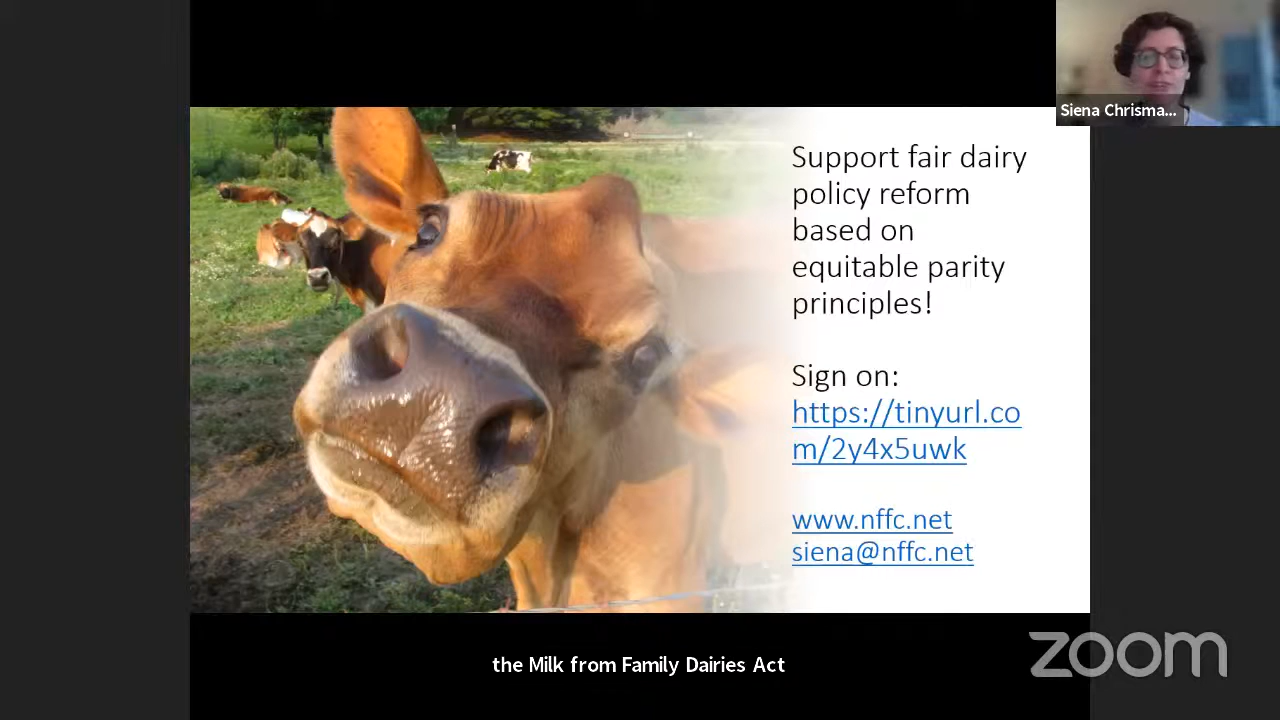 Siena Chrisma...
Support fair dairy
policy reform
based on
equitable parity
principles!
Sign on:
https://tinyurl.co
m/2y4x5uwk
www.nffc.net
siena@nffc.net
zoom
the Milk from Family Dairies Act